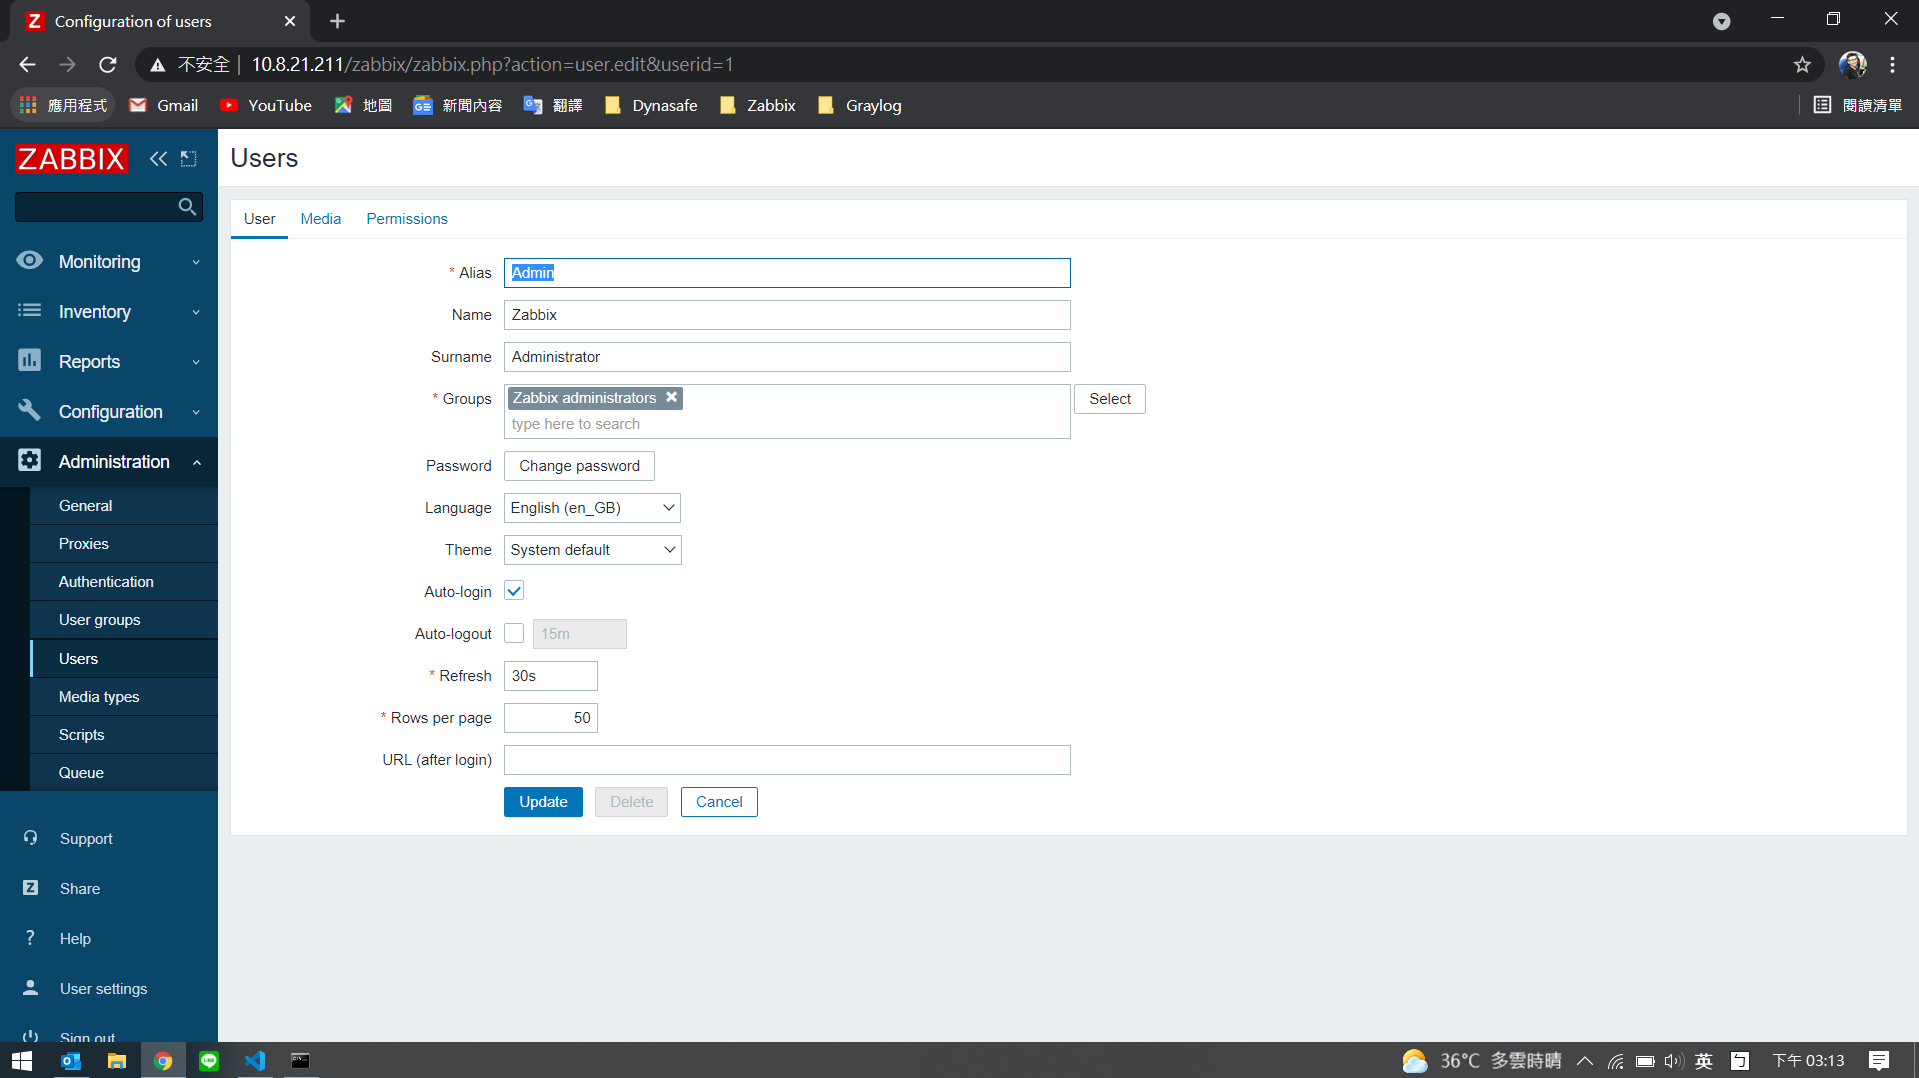 Configuration of users
不安全 10.8.21.211/zabbix/zabbix.php?action=user.edit&userid=1
應用程式 Gmail YouTube 地圖 新聞內容 翻譯 Dynasafe Zabbix Graylog 閱讀清單
ZABBIX
Users
User Media Permissions
Monitoring
Inventory
Reports
Configuration
Administration
General
Proxies
Authentication
User groups
Users
Media types
Scripts
Queue
Support
Share
Help
User settings
Sign out
* Alias Admin
Name Zabbix
Surname Administrator
* Groups Zabbix administrators Select
type here to search
Password Change password
Language English (en_GB)
Theme System default
Auto-login
Auto-logout 15m
* Refresh 30s
* Rows per page 50
URL (after login)
Update Delete Cancel
36°C 多雲時晴 英 下午 03:13